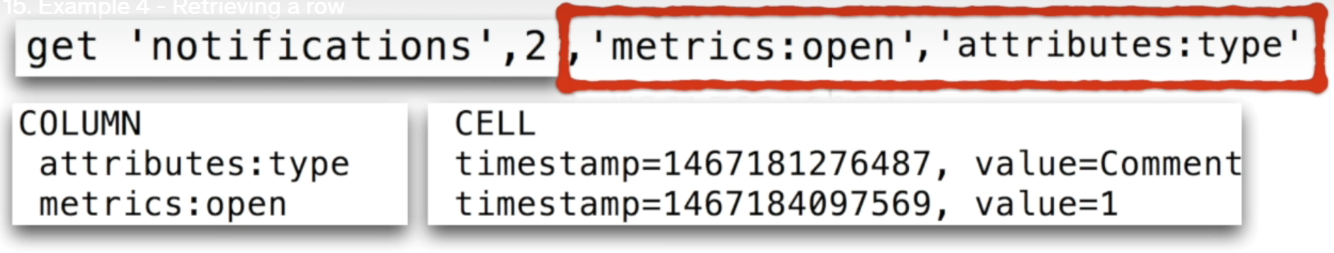 15. Example 4 - Retrieving a row
get 'notifications',2 ,'metrics:open','attributes:type'
COLUMN CELL
attributes:type timestamp=1467181276487, value=Comment
metrics:open timestamp=1467184097569, value=1